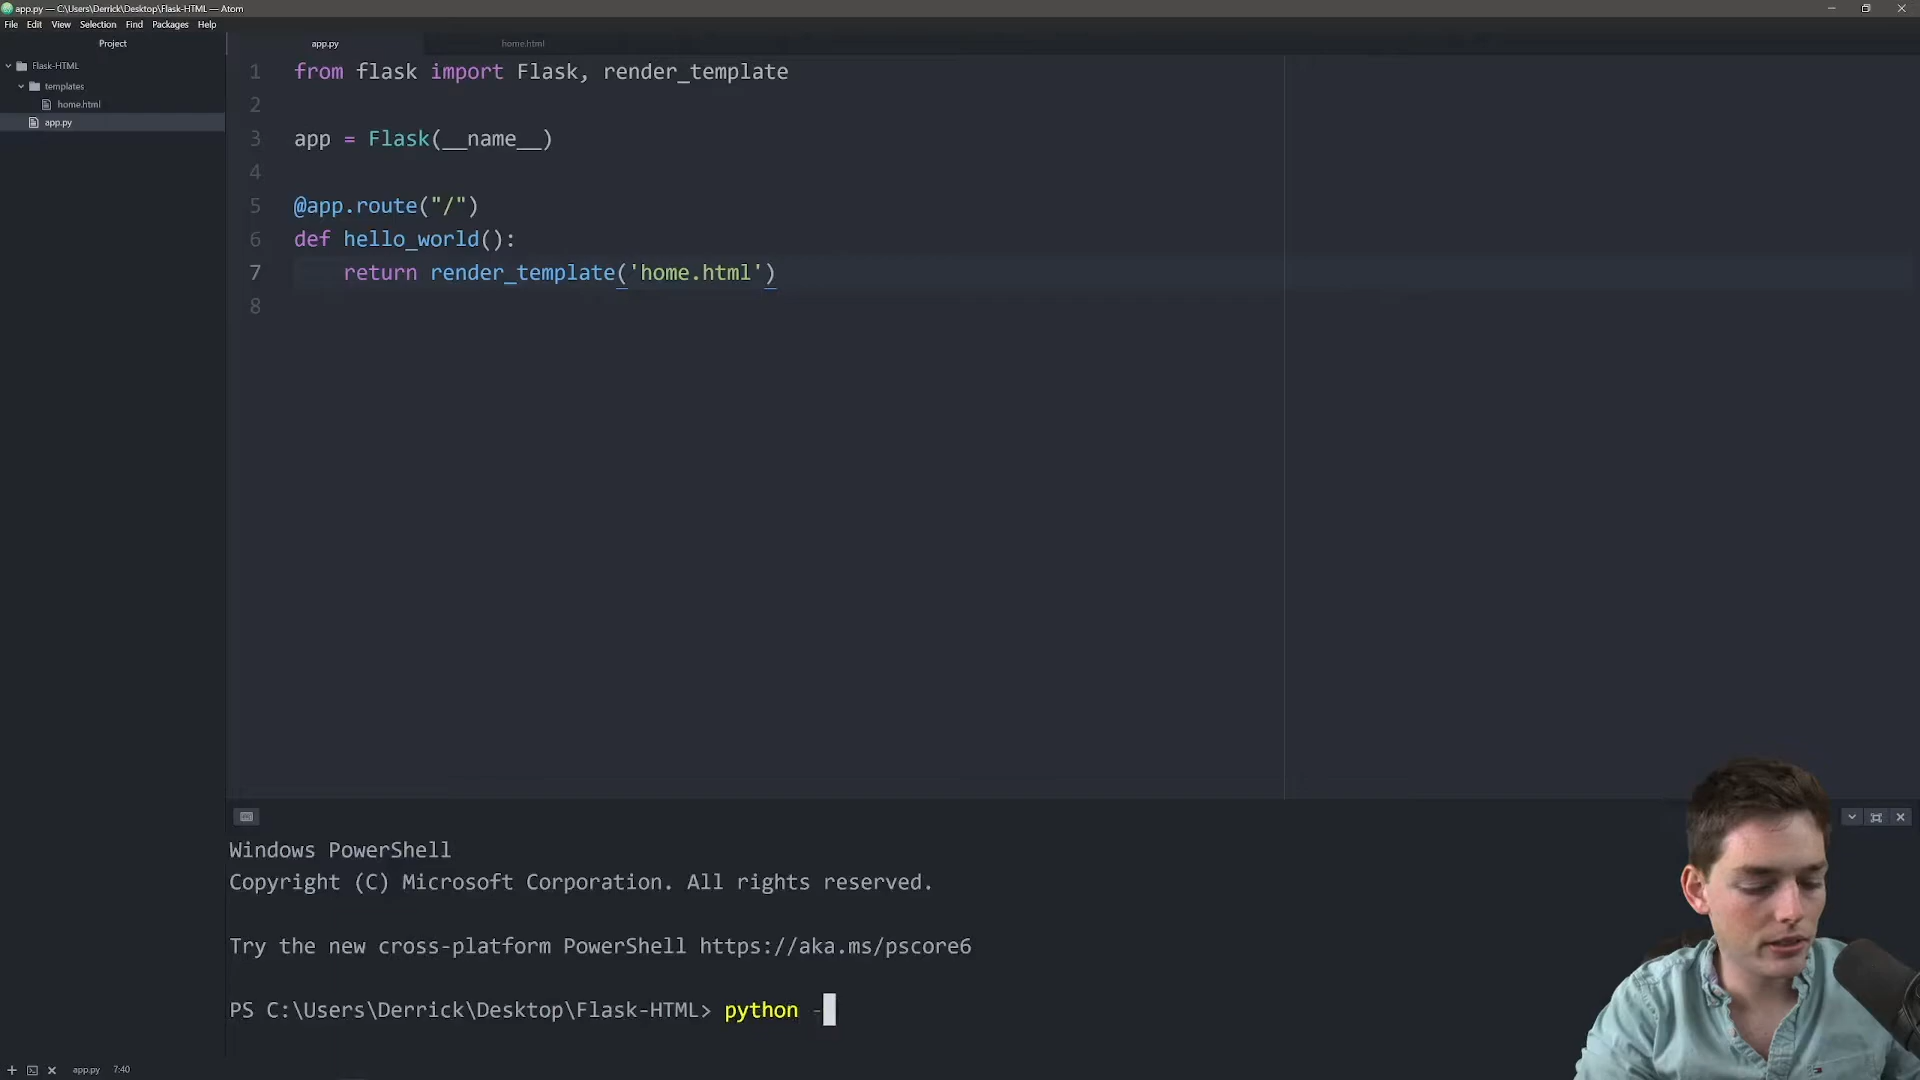 app.py — C:\Users\Derrick\Desktop\Flask-HTML — Atom
File Edit View Selection Find Packages Help
Project
Flask-HTML
templates
home.html
app.py
app.py home.html
1 from flask import Flask, render_template
2
3 app = Flask(__name__)
4
5 @app.route("/")
6 def hello_world():
7 return render_template('home.html')
8
Windows PowerShell
Copyright (C) Microsoft Corporation. All rights reserved.
Try the new cross-platform PowerShell https://aka.ms/pscore6
PS C:\Users\Derrick\Desktop\Flask-HTML> python -
app.py 7:40